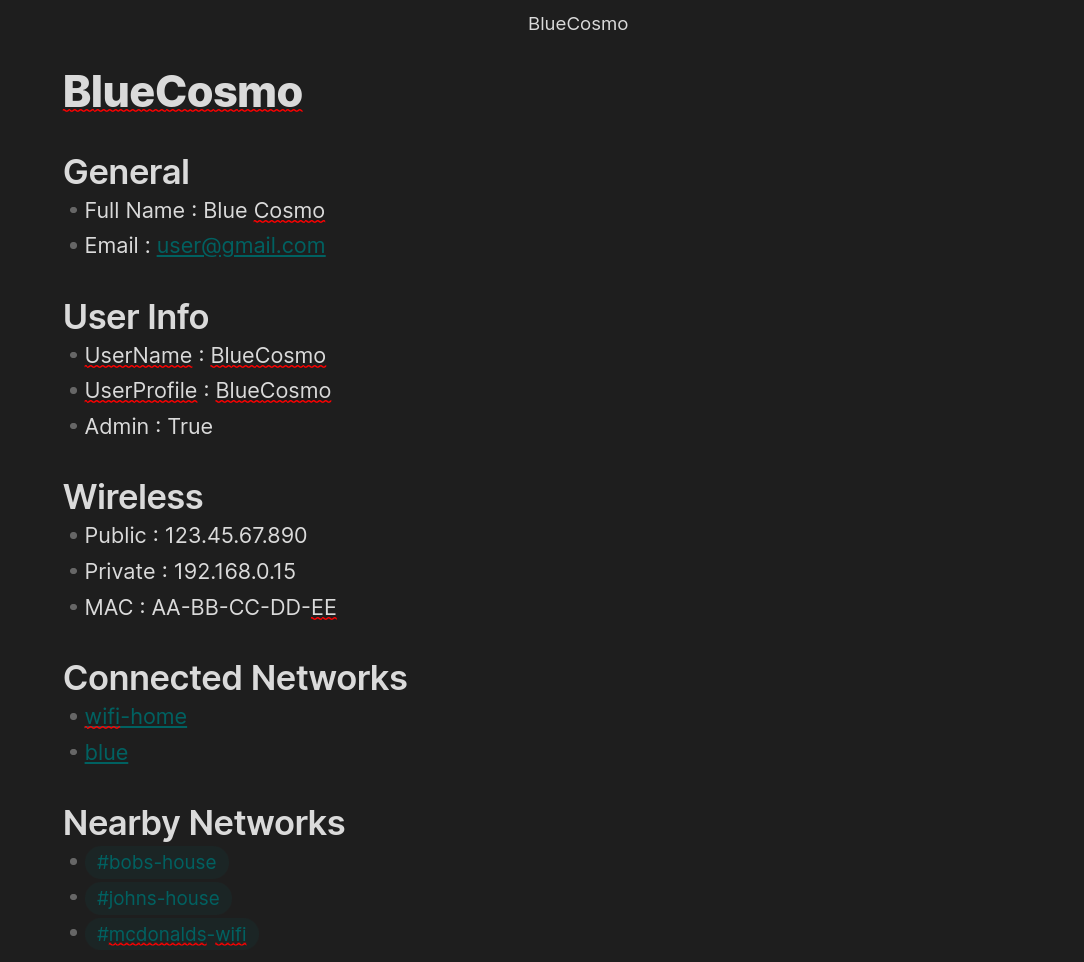 BlueCosmo
BlueCosmo
General
Full Name : Blue Cosmo
Email : user@gmail.com
User Info
UserName : BlueCosmo
UserProfile : BlueCosmo
Admin : True
Wireless
Public : 123.45.67.890
Private : 192.168.0.15
MAC : AA-BB-CC-DD-EE
Connected Networks
wifi-home
blue
Nearby Networks
#bobs-house
#johns-house
#mcdonalds-wifi